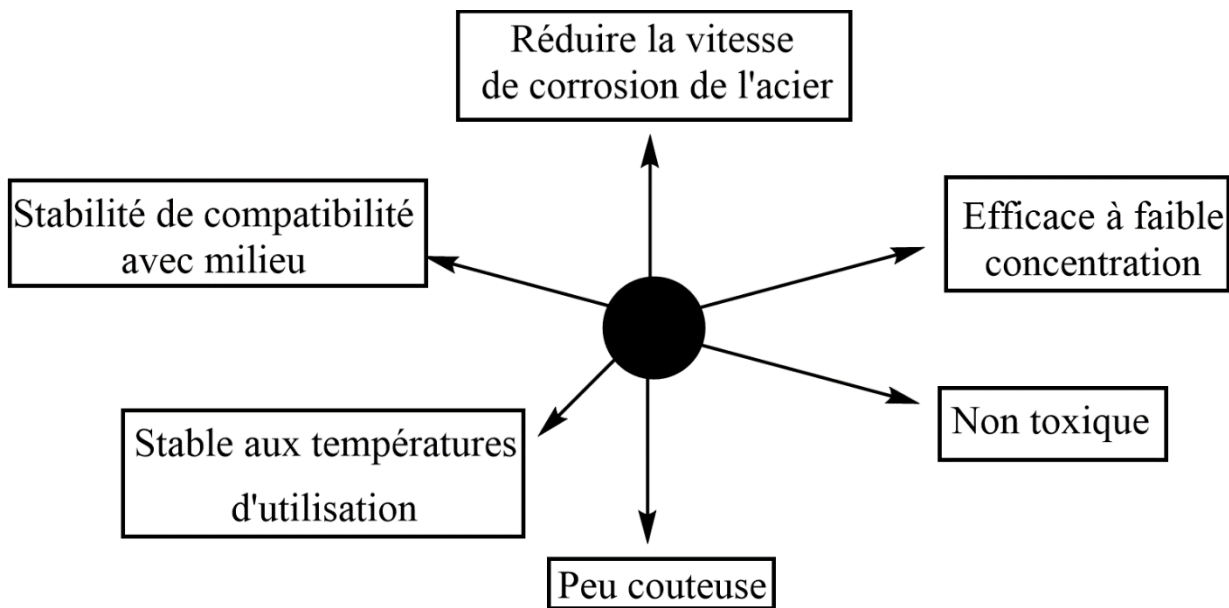 Réduire la vitesse
de corrosion de l'acier
Stabilité de compatibilité
avec milieu
Efficace à faible
concentration
Stable aux températures
d'utilisation
Non toxique
Peu couteuse